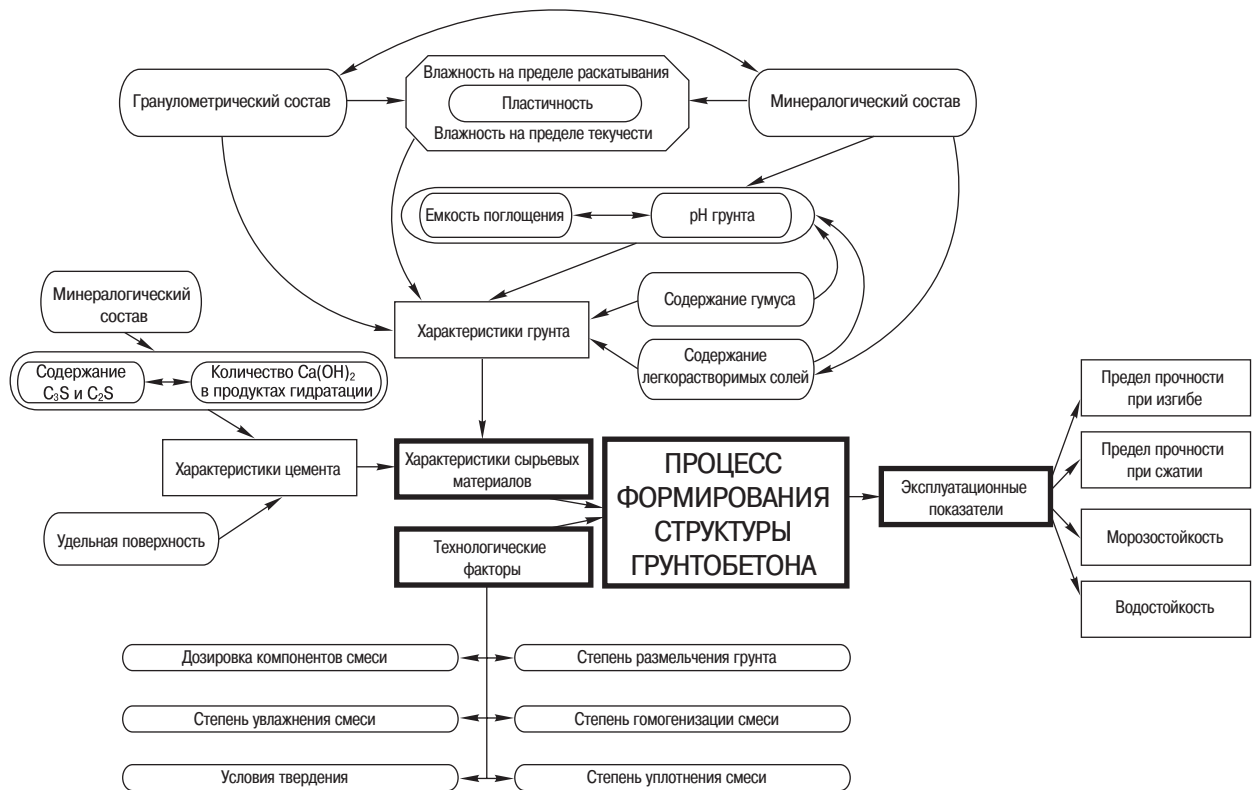 Влажность на пределе раскатывания
Гранулометрический состав
Пластичность
Минералогический состав
Влажность на пределе текучести
Емкость поглощения
pH грунта
Минералогический
состав
Содержание гумуса
Характеристики грунта
Содержание
легкорастворимых солей
Содержание
C₃S и C₂S
Количество Ca(OH)₂
в продуктах гидратации
Предел прочности
при изгибе
Характеристики цемента
Характеристики сырьевых
материалов
ПРОЦЕСС
ФОРМИРОВАНИЯ
СТРУКТУРЫ
ГРУНТОБЕТОНА
Эксплуатационные
показатели
Предел прочности
при сжатии
Удельная поверхность
Технологические
факторы
Морозостойкость
Водостойкость
Дозировка компонентов смеси
Степень размельчения грунта
Степень увлажнения смеси
Степень гомогенизации смеси
Условия твердения
Степень уплотнения смеси